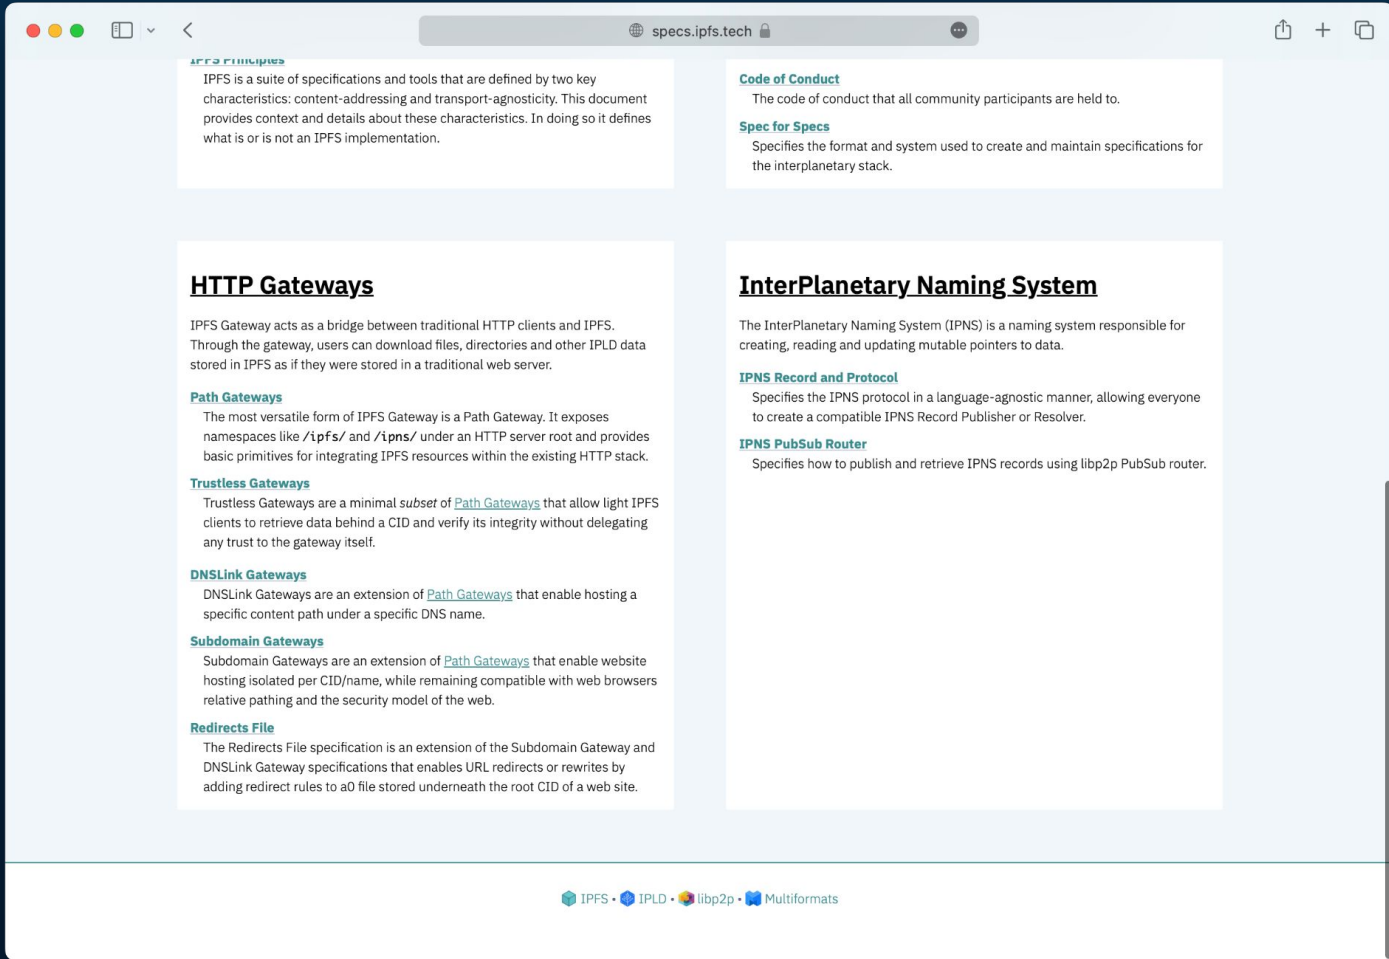 specs.ipfs.tech
IPFS Principles
IPFS is a suite of specifications and tools that are defined by two key
characteristics: content-addressing and transport-agnosticity. This document
provides context and details about these characteristics. In doing so it defines
what is or is not an IPFS implementation.
Code of Conduct
The code of conduct that all community participants are held to.
Spec for Specs
Specifies the format and system used to create and maintain specifications for
the interplanetary stack.
HTTP Gateways
IPFS Gateway acts as a bridge between traditional HTTP clients and IPFS.
Through the gateway, users can download files, directories and other IPLD data
stored in IPFS as if they were stored in a traditional web server.
Path Gateways
The most versatile form of IPFS Gateway is a Path Gateway. It exposes
namespaces like /ipfs/ and /ipns/ under an HTTP server root and provides
basic primitives for integrating IPFS resources within the existing HTTP stack.
Trustless Gateways
Trustless Gateways are a minimal subset of Path Gateways that allow light IPFS
clients to retrieve data behind a CID and verify its integrity without delegating
any trust to the gateway itself.
DNSLink Gateways
DNSLink Gateways are an extension of Path Gateways that enable hosting a
specific content path under a specific DNS name.
Subdomain Gateways
Subdomain Gateways are an extension of Path Gateways that enable website
hosting isolated per CID/name, while remaining compatible with web browsers
relative pathing and the security model of the web.
Redirects File
The Redirects File specification is an extension of the Subdomain Gateway and
DNSLink Gateway specifications that enables URL redirects or rewrites by
adding redirect rules to a0 file stored underneath the root CID of a web site.
InterPlanetary Naming System
The InterPlanetary Naming System (IPNS) is a naming system responsible for
creating, reading and updating mutable pointers to data.
IPNS Record and Protocol
Specifies the IPNS protocol in a language-agnostic manner, allowing everyone
to create a compatible IPNS Record Publisher or Resolver.
IPNS PubSub Router
Specifies how to publish and retrieve IPNS records using libp2p PubSub router.
IPFS • IPLD • libp2p • Multiformats